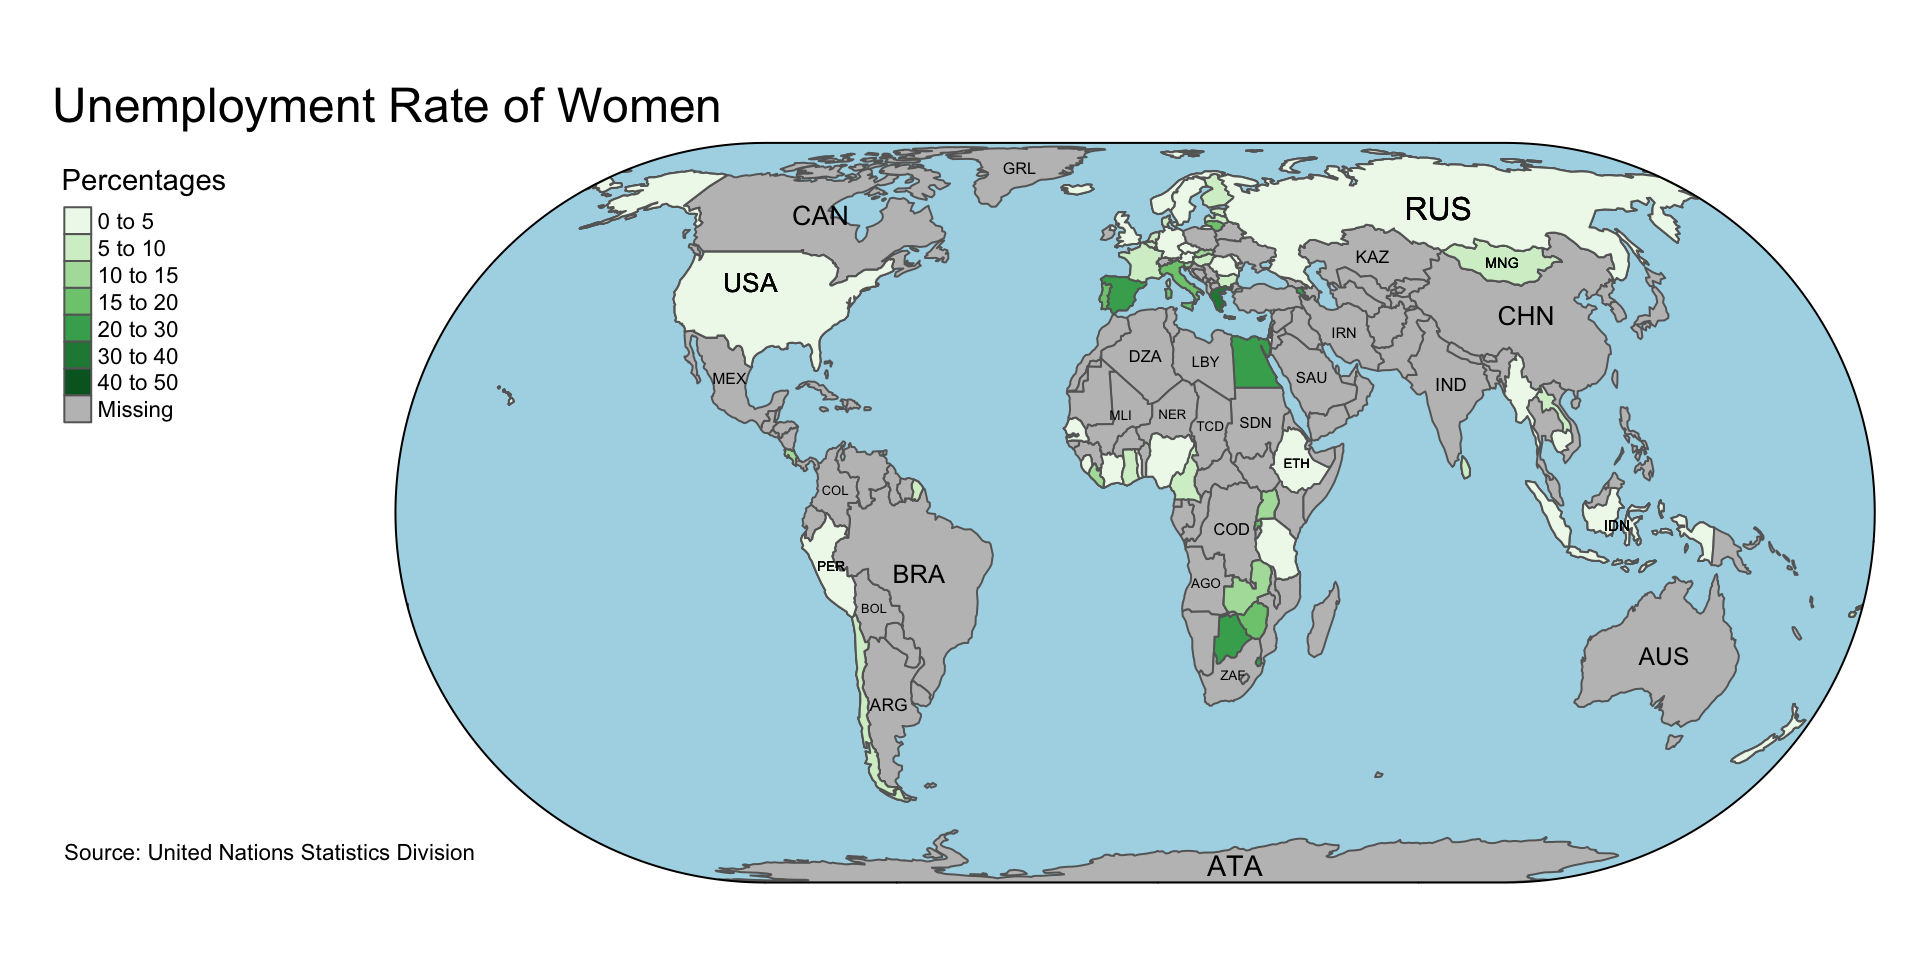 Unemployment Rate of Women
Percentages
0 to 5
5 to 10
10 to 15
15 to 20
20 to 30
30 to 40
40 to 50
Missing
GRL
CAN
RUS
USA
KAZ
MNG
CHN
MEX
DZA
LBY
IRN
SAU
IND
MLI
NER
TCD
SDN
ETH
COL
COD
IDN
PER
BRA
AGO
BOL
AUS
ZAF
ARG
Source: United Nations Statistics Division
ATA